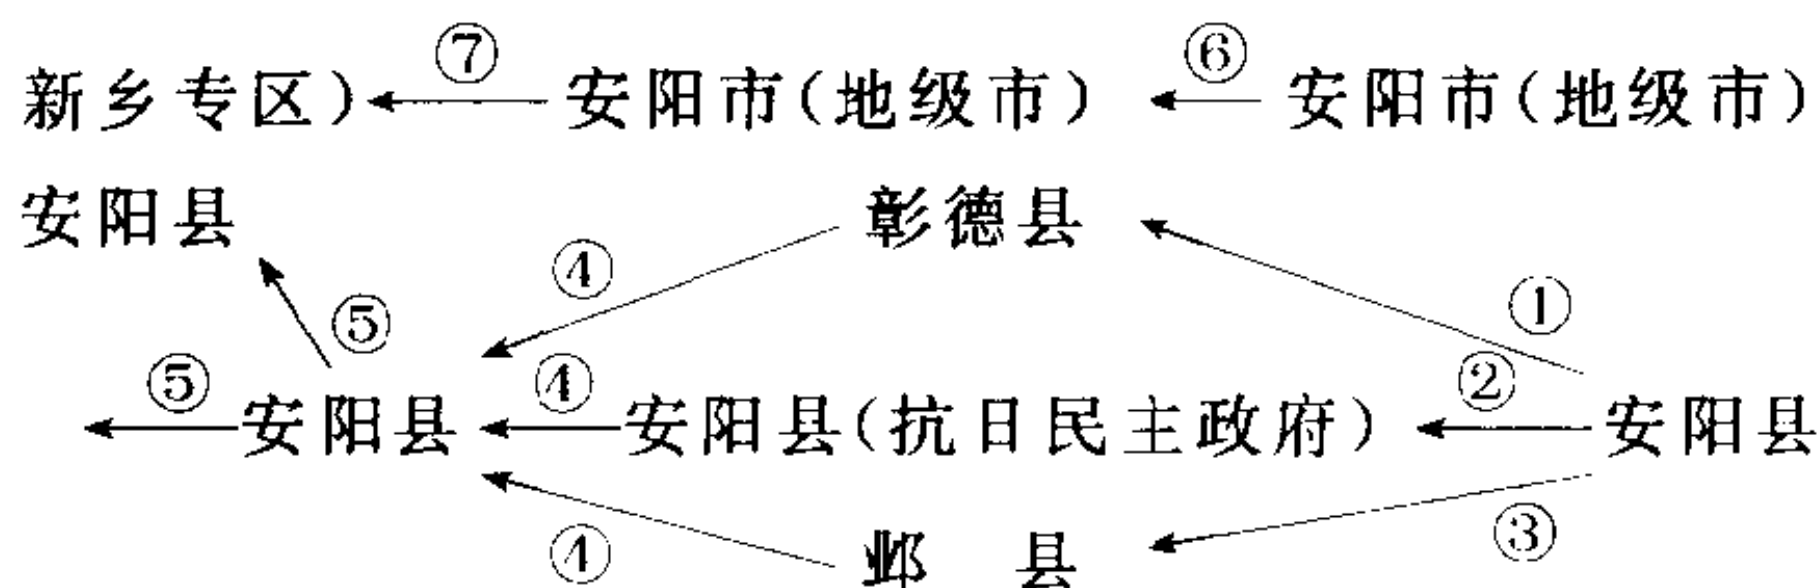 ⑦ ⑥
新乡专区) 安阳市(地级市) 安阳市(地级市)
安阳县 彰德县
④ ①
⑤
⑤ 安阳县 ④ 安阳县(抗日民主政府) ② 安阳县
④ 邺 县 ③